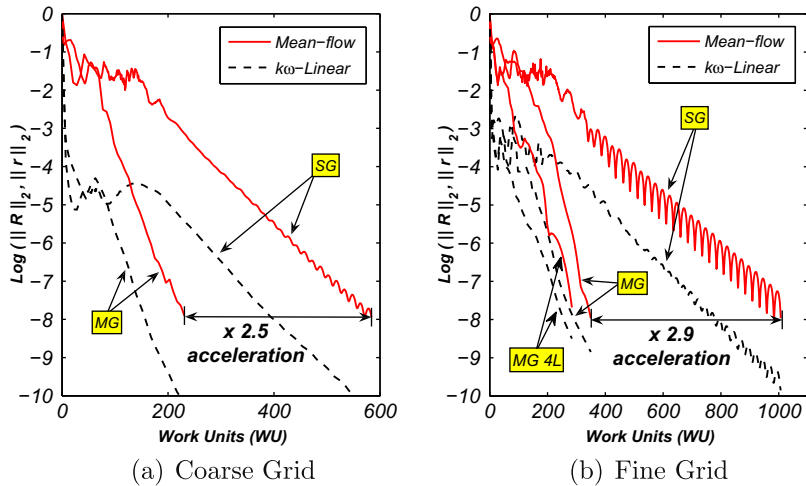 0
−1
−2
−3
−4
−5
−6
−7
−8
−9
−10
0
200
400
600
Log ( || R ||₂, || r ||₂ )
Work Units (WU)
Mean−flow
kω−Linear
SG
MG
x 2.5
acceleration
(a) Coarse Grid
0
−1
−2
−3
−4
−5
−6
−7
−8
−9
−10
0
200
400
600
800
1000
Log ( || R ||₂, || r ||₂ )
Work Units (WU)
Mean−flow
kω−Linear
SG
MG
MG 4L
x 2.9
acceleration
(b) Fine Grid